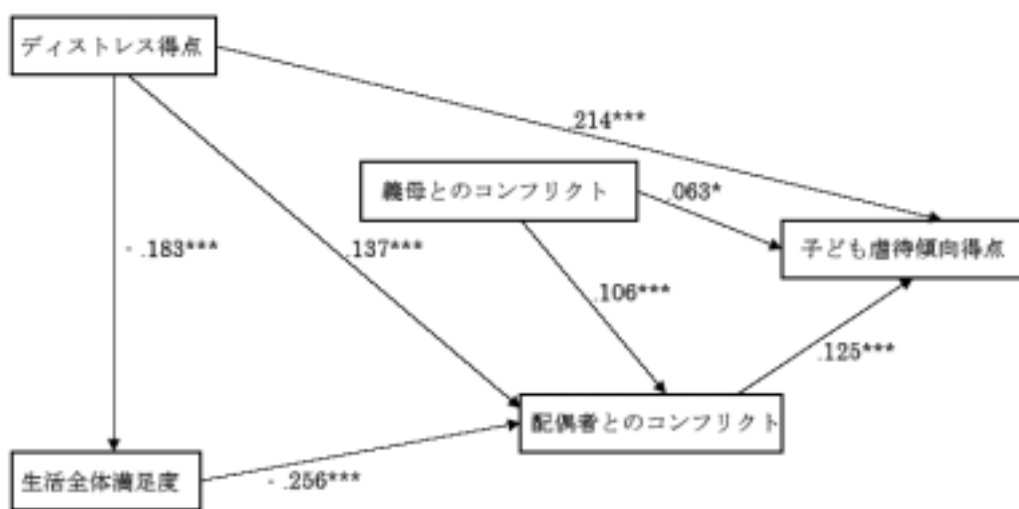 ディストレス得点
.214***
義母とのコンフリクト
.063*
- .183***
.137***
子ども虐待傾向得点
.106***
.125***
配偶者とのコンフリクト
生活全体満足度
- .256***